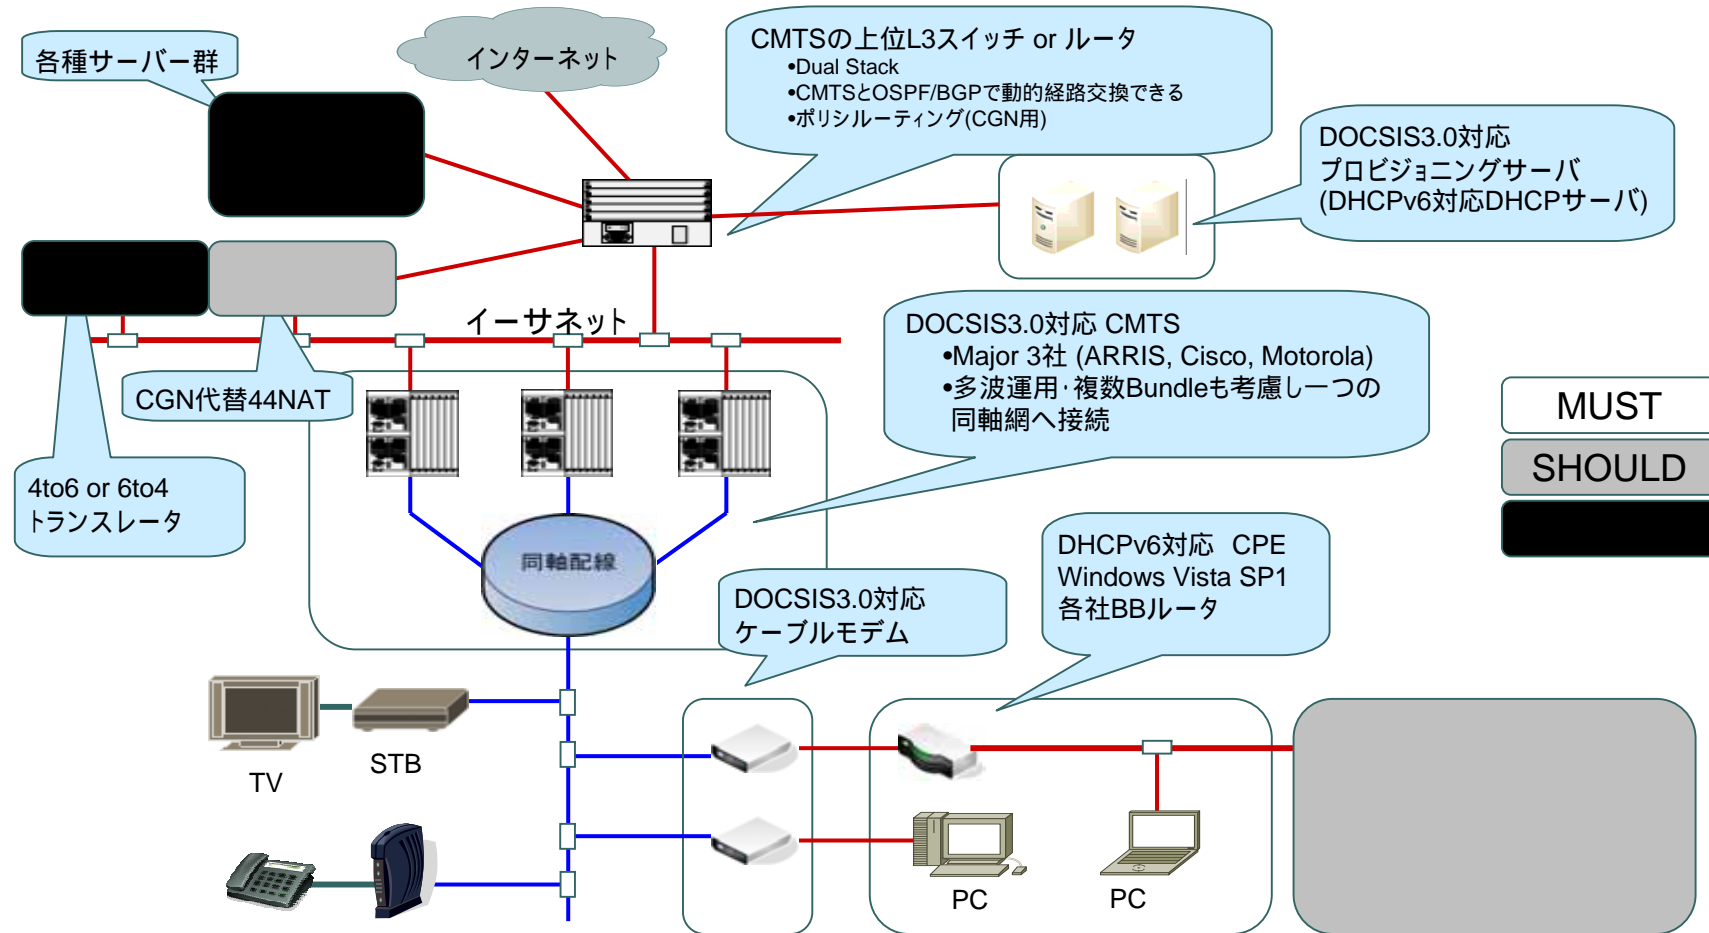 各種サーバー群
インターネット
CMTSの上位L3スイッチ or ルータ
•Dual Stack
•CMTSとOSPF/BGPで動的経路交換できる
•ポリシルーティング(CGN用)
DOCSIS3.0対応
プロビジョニングサーバ
(DHCPv6対応DHCPサーバ)
イーサネット
CGN代替44NAT
4to6 or 6to4
トランスレータ
DOCSIS3.0対応 CMTS
•Major 3社 (ARRIS, Cisco, Motorola)
•多波運用・複数Bundleも考慮し一つの
同軸網へ接続
MUST
SHOULD
同軸配線
DOCSIS3.0対応
ケーブルモデム
DHCPv6対応 CPE
Windows Vista SP1
各社BBルータ
TV
STB
PC
PC